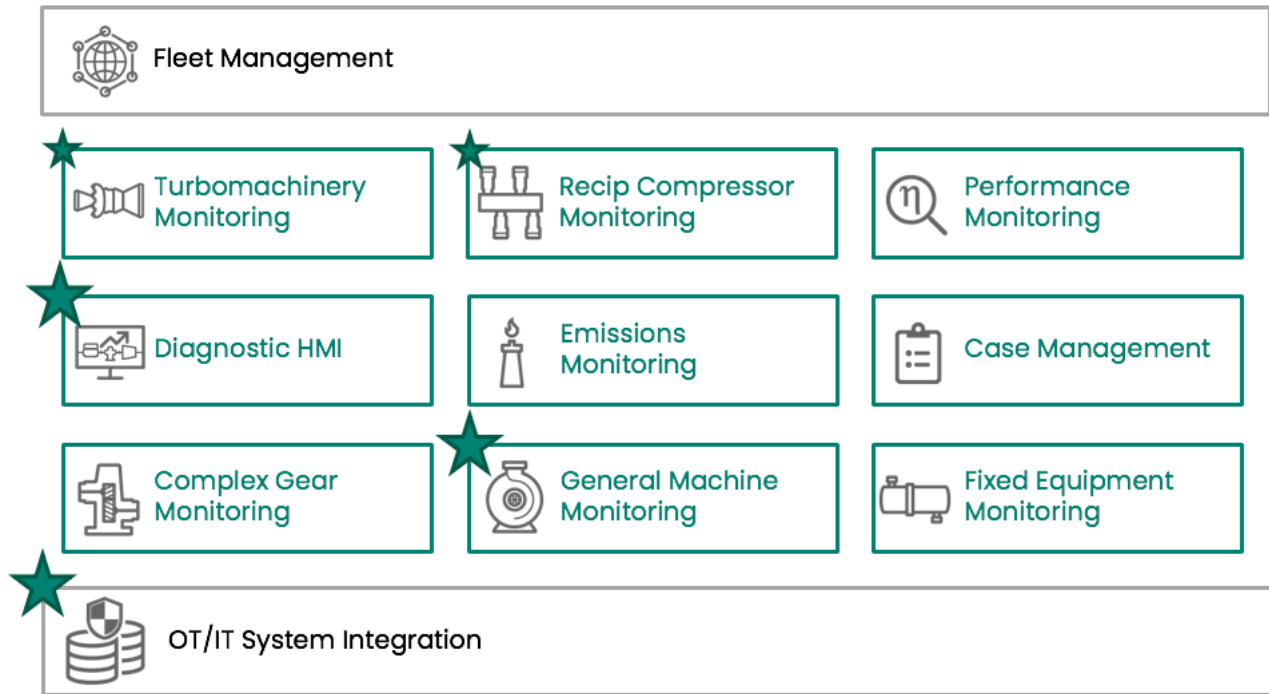 Fleet Management
Turbomachinery
Monitoring
Recip Compressor
Monitoring
Performance
Monitoring
Diagnostic HMI
Emissions
Monitoring
Case Management
Complex Gear
Monitoring
General Machine
Monitoring
Fixed Equipment
Monitoring
OT/IT System Integration